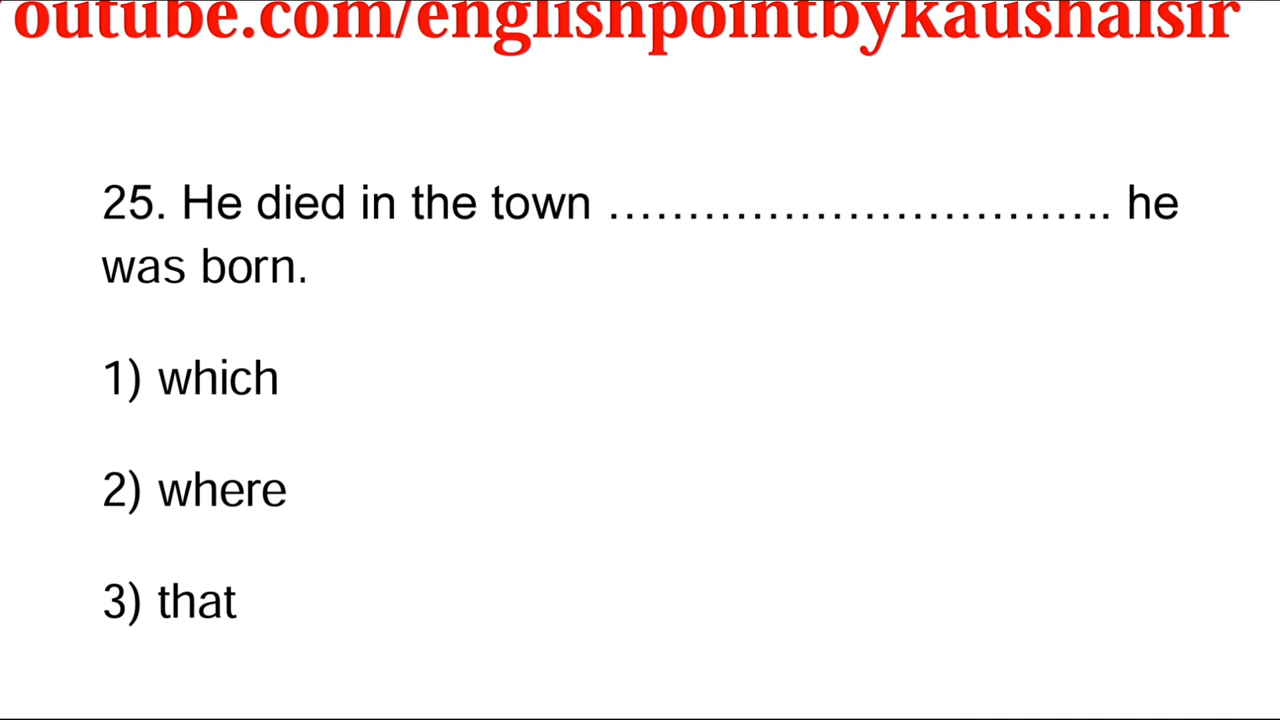 outube.com/englishpointbykaushalsir
25. He died in the town …………………………….. he
was born.
1) which
2) where
3) that